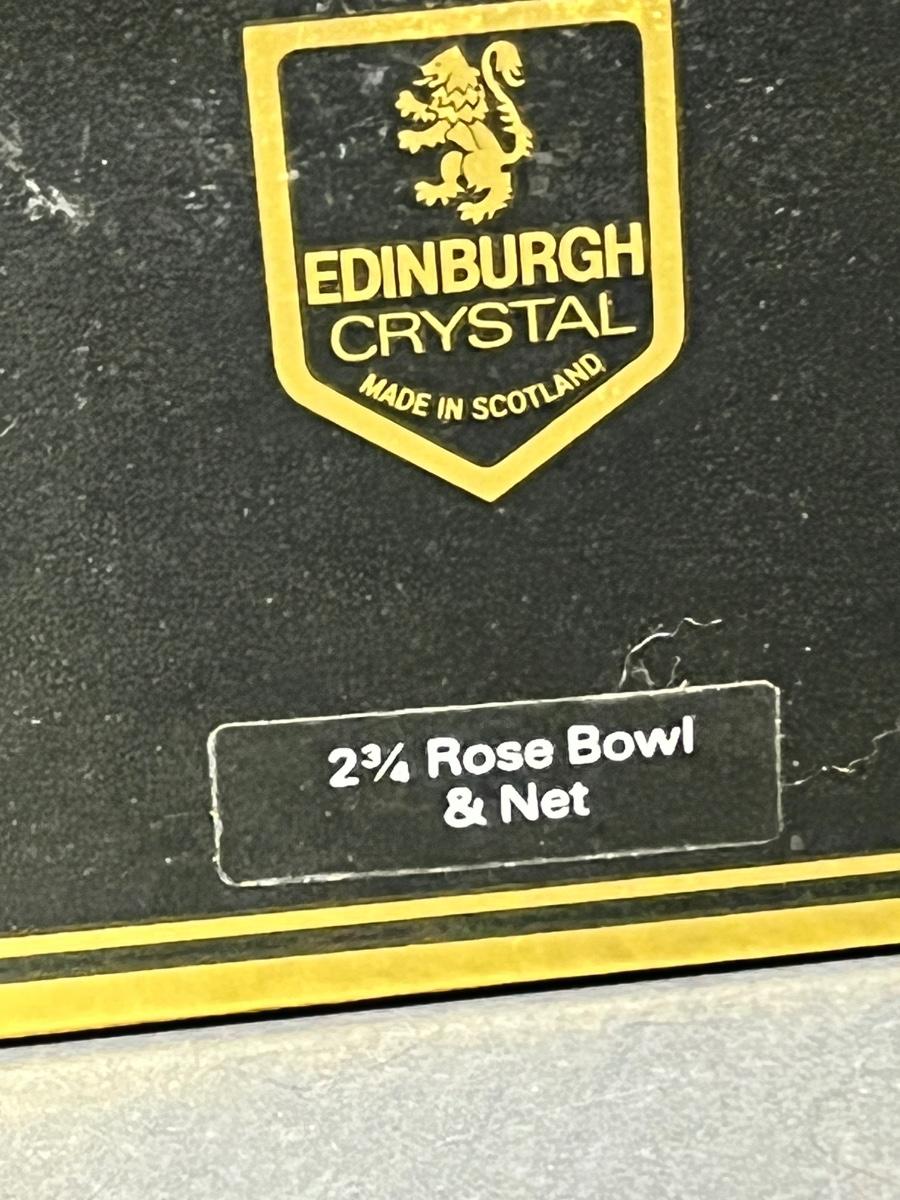 EDINBURGH
CRYSTAL
MADE IN SCOTLAND
2¾ Rose Bowl
& Net